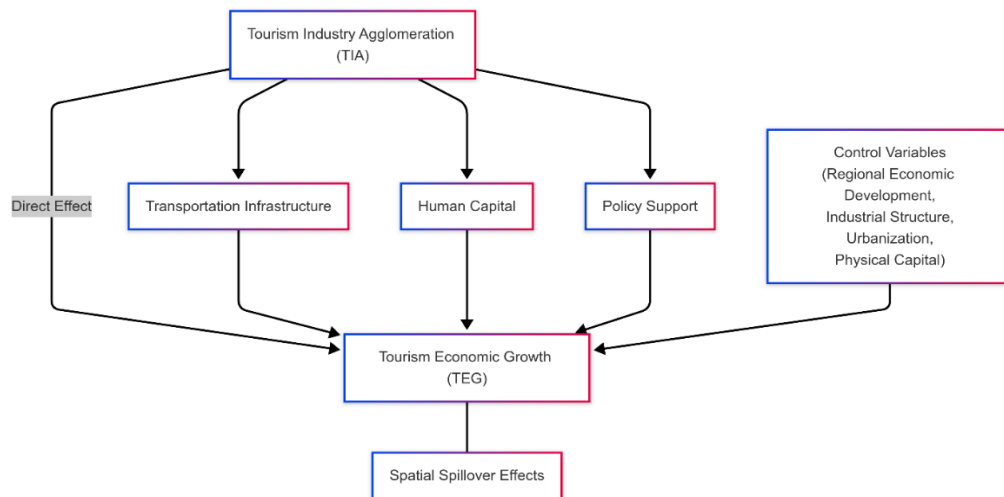 Tourism Industry Agglomeration
(TIA)
Control Variables
(Regional Economic
Development,
Industrial Structure,
Urbanization,
Physical Capital)
Direct Effect
Transportation Infrastructure
Human Capital
Policy Support
Tourism Economic Growth
(TEG)
Spatial Spillover Effects